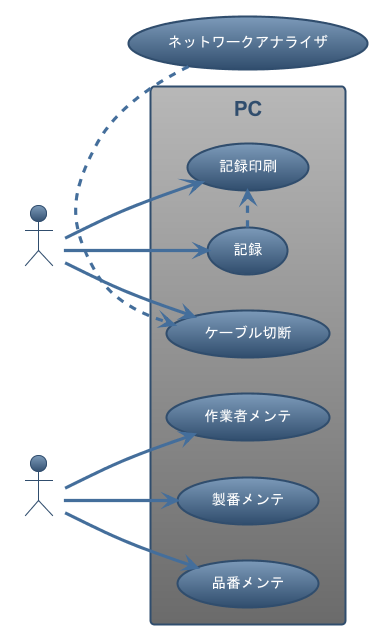 ネットワークアナライザ
PC
記録印刷
記録
ケーブル切断
作業者メンテ
製番メンテ
品番メンテ